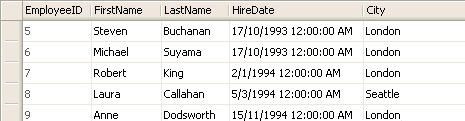 EmployeeID FirstName LastName HireDate City
5 Steven Buchanan 17/10/1993 12:00:00 AM London
6 Michael Suyama 17/10/1993 12:00:00 AM London
7 Robert King 2/1/1994 12:00:00 AM London
8 Laura Callahan 5/3/1994 12:00:00 AM Seattle
9 Anne Dodsworth 15/11/1994 12:00:00 AM London